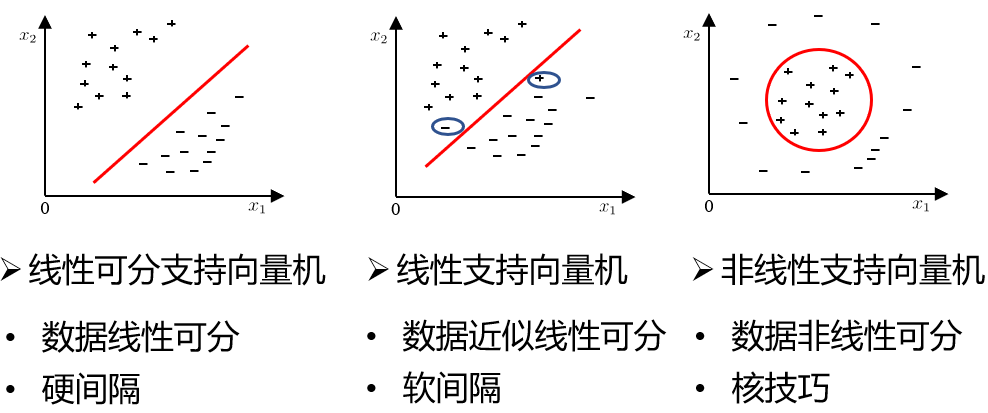 x₂
0
x₁
➢ 线性可分支持向量机
• 数据线性可分
• 硬间隔
x₂
0
x₁
➢ 线性支持向量机
• 数据近似线性可分
• 软间隔
x₂
0
x₁
➢ 非线性支持向量机
• 数据非线性可分
• 核技巧